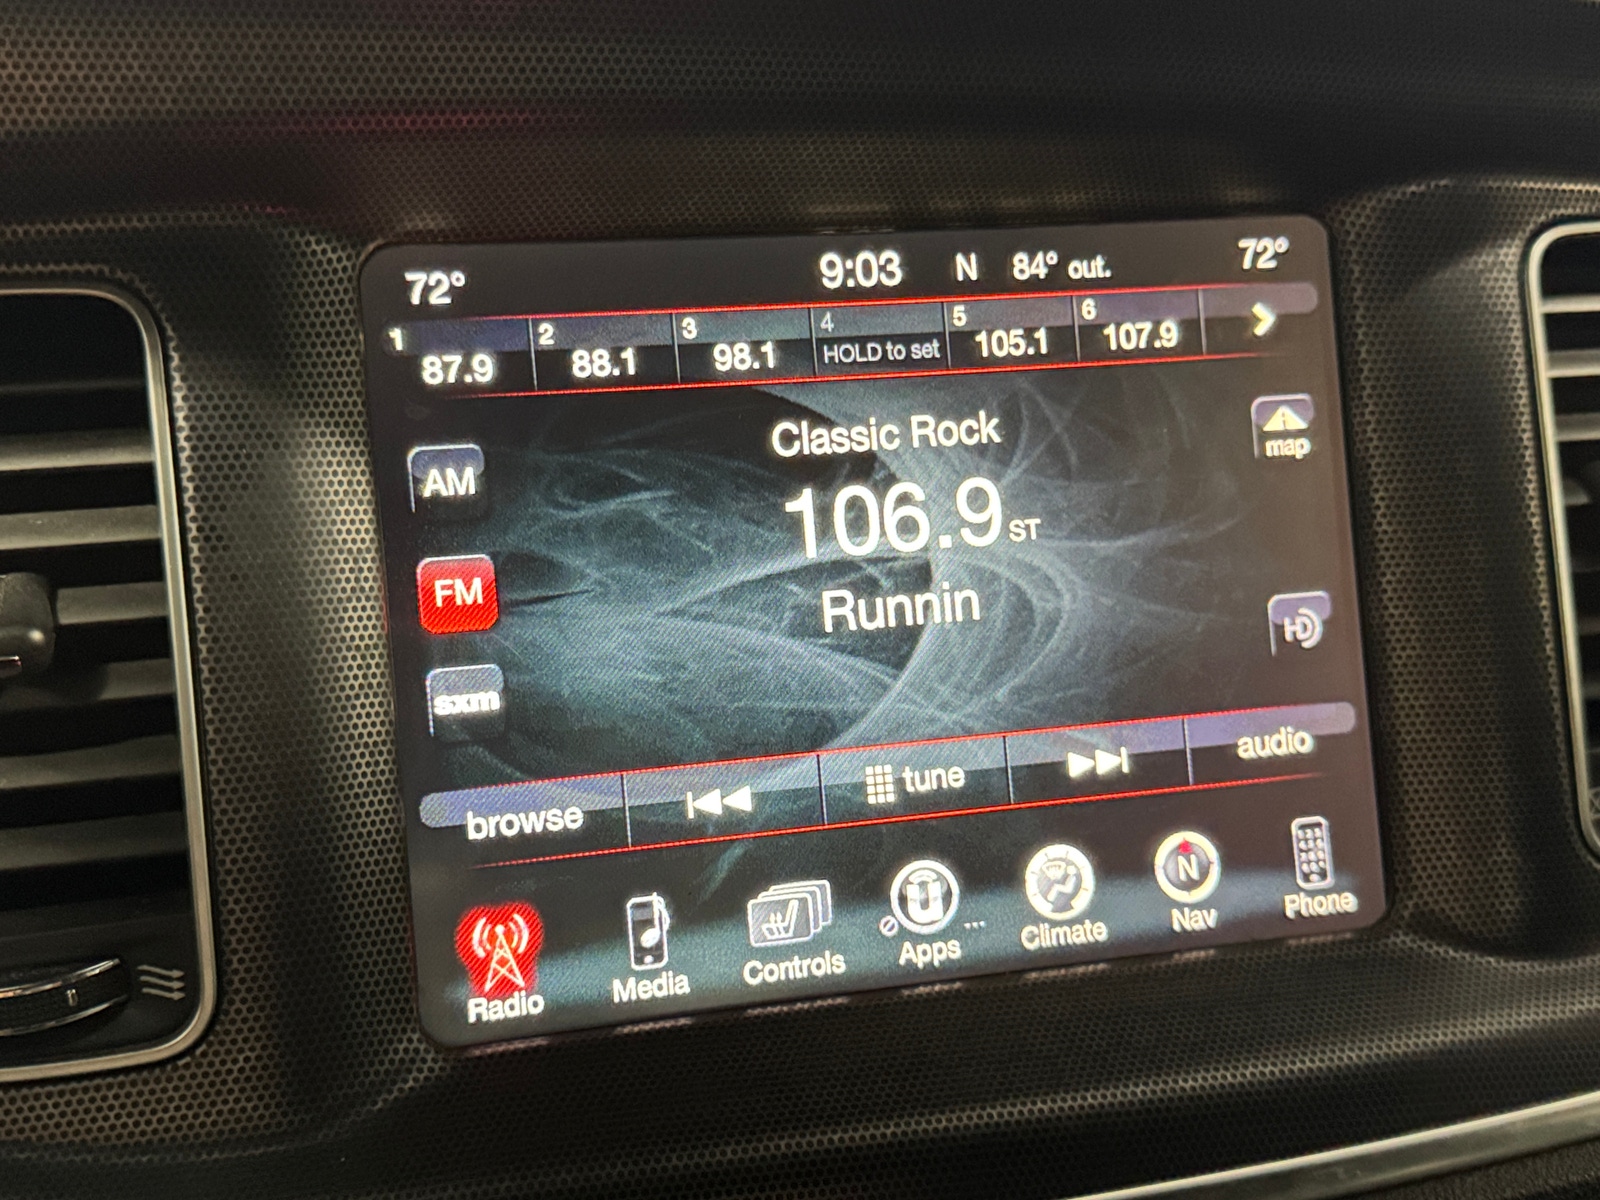 72° 9:03 N 84° out. 72°
1 87.9 2 88.1 3 98.1 4 HOLD to set 5 105.1 6 107.9
Classic Rock
map
AM
106.9 ST
FM
Runnin
HD
sxm
browse tune audio
Radio Media Controls Apps ... Climate N Nav Phone